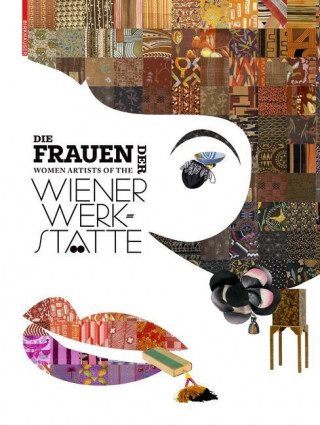 DIE
FRAUEN
DER
WOMEN ARTISTS OF THE
WIENER
WERK=
STÄTTE